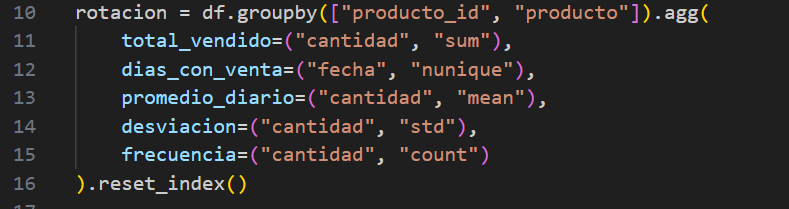 10 rotacion = df.groupby(["producto_id", "producto"]).agg(
11     total_vendido=("cantidad", "sum"),
12     dias_con_venta=("fecha", "nunique"),
13     promedio_diario=("cantidad", "mean"),
14     desviacion=("cantidad", "std"),
15     frecuencia=("cantidad", "count")
16 ).reset_index()